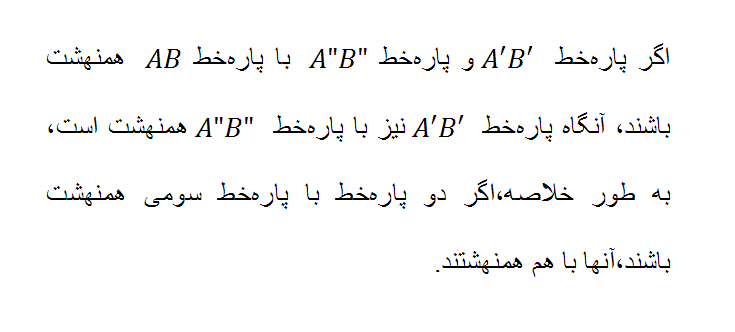 اگر پاره‌خط A′B′ و پاره‌خط A"B" با پاره‌خط AB همنهشت
باشند، آنگاه پاره‌خط A′B′ نیز با پاره‌خط A"B" همنهشت است،
به طور خلاصه،اگر دو پاره‌خط با پاره‌خط سومی همنهشت
باشند،آنها با هم همنهشتند.